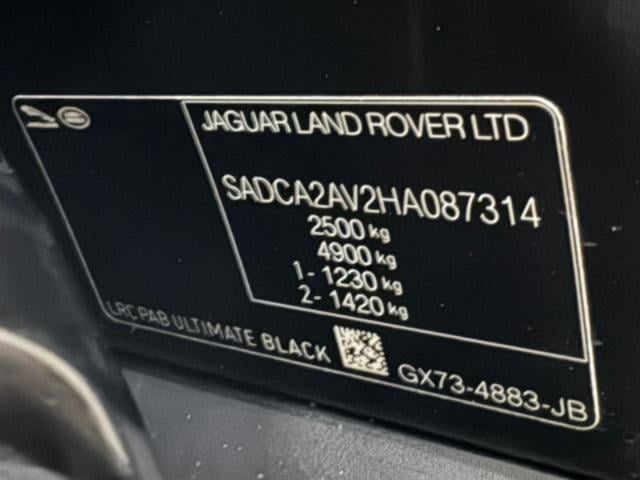 JAGUAR LAND ROVER LTD
SADCA2AV2HA087314
2500 kg
4900 kg
1- 1230 kg
2- 1420 kg
LRC PAB ULTIMATE BLACK
GX73-4883-JB